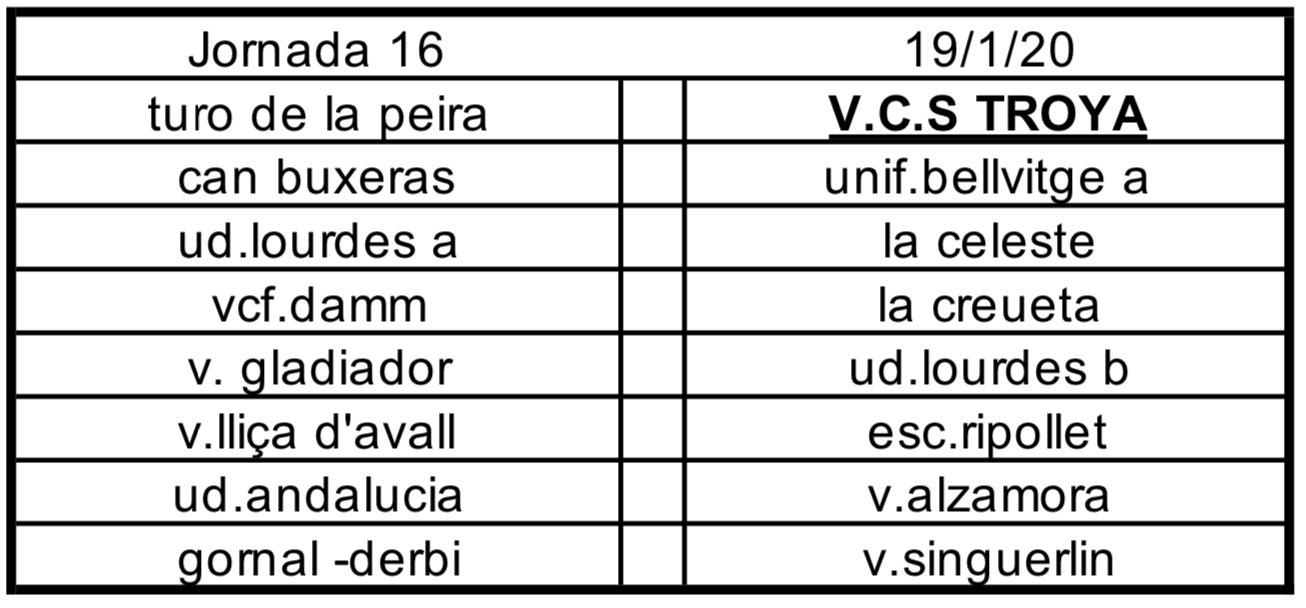 Jornada 16 19/1/20
turo de la peira V.C.S TROYA
can buxeras unif.bellvitge a
ud.lourdes a la celeste
vcf.damm la creueta
v. gladiador ud.lourdes b
v.lliça d'avall esc.ripollet
ud.andalucia v.alzamora
gornal -derbi v.singuerlin